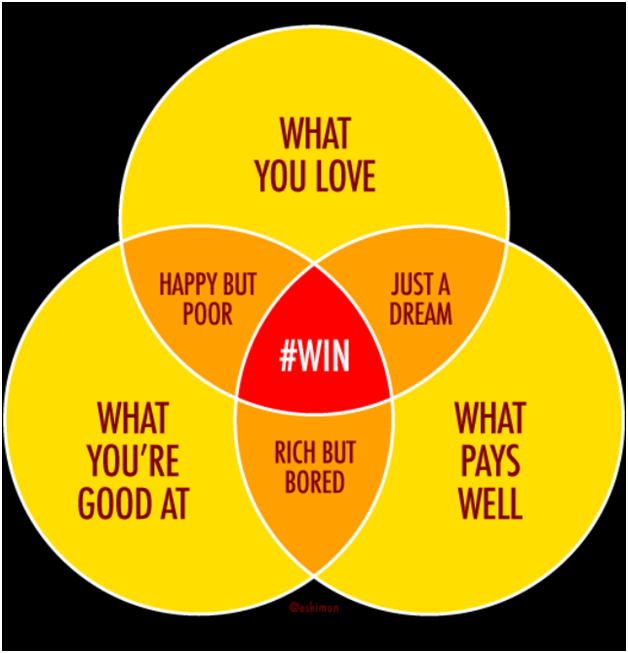 WHAT
YOU LOVE
HAPPY BUT
POOR
JUST A
DREAM
#WIN
WHAT
YOU'RE
GOOD AT
RICH BUT
BORED
WHAT
PAYS
WELL
@eskimon